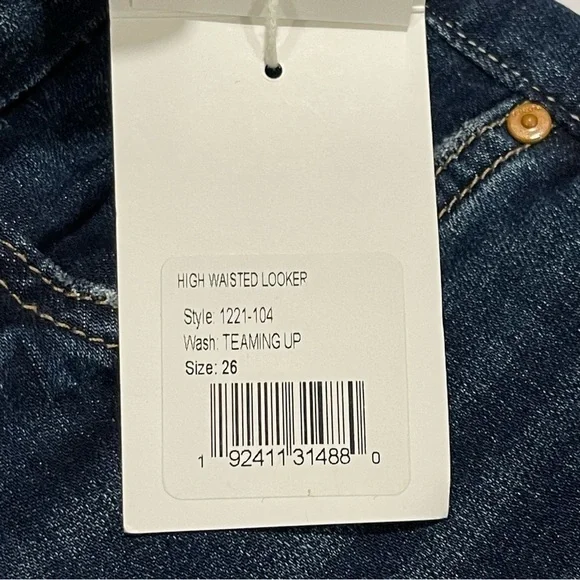 HIGH WAISTED LOOKER
Style: 1221-104
Wash: TEAMING UP
Size: 26
1 92411 31488 0